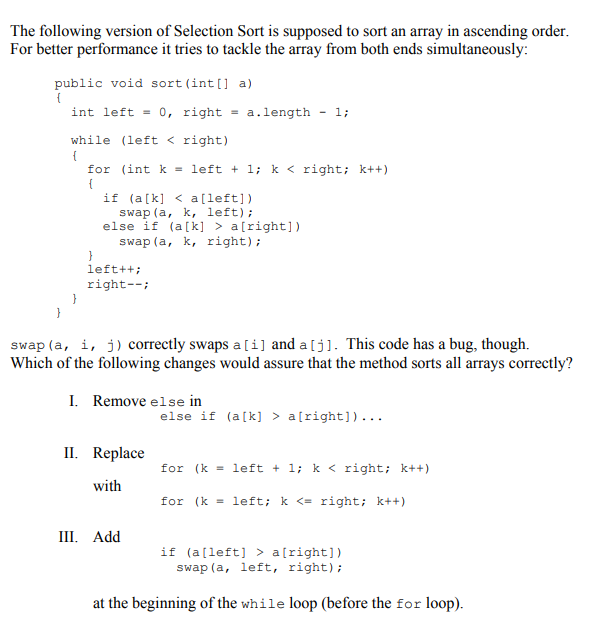 The following version of Selection Sort is supposed to sort an array in ascending order.
For better performance it tries to tackle the array from both ends simultaneously:
public void sort(int[] a)
{
int left = 0, right = a.length - 1;
while (left < right)
{
for (int k = left + 1; k < right; k++)
{
if (a[k] < a[left])
swap(a, k, left);
else if (a[k] > a[right])
swap(a, k, right);
}
left++;
right--;
}
}
swap(a, i, j) correctly swaps a[i] and a[j]. This code has a bug, though.
Which of the following changes would assure that the method sorts all arrays correctly?
I. Remove else in
else if (a[k] > a[right])...
II. Replace
for (k = left + 1; k < right; k++)
with
for (k = left; k <= right; k++)
III. Add
if (a[left] > a[right])
swap(a, left, right);
at the beginning of the while loop (before the for loop).